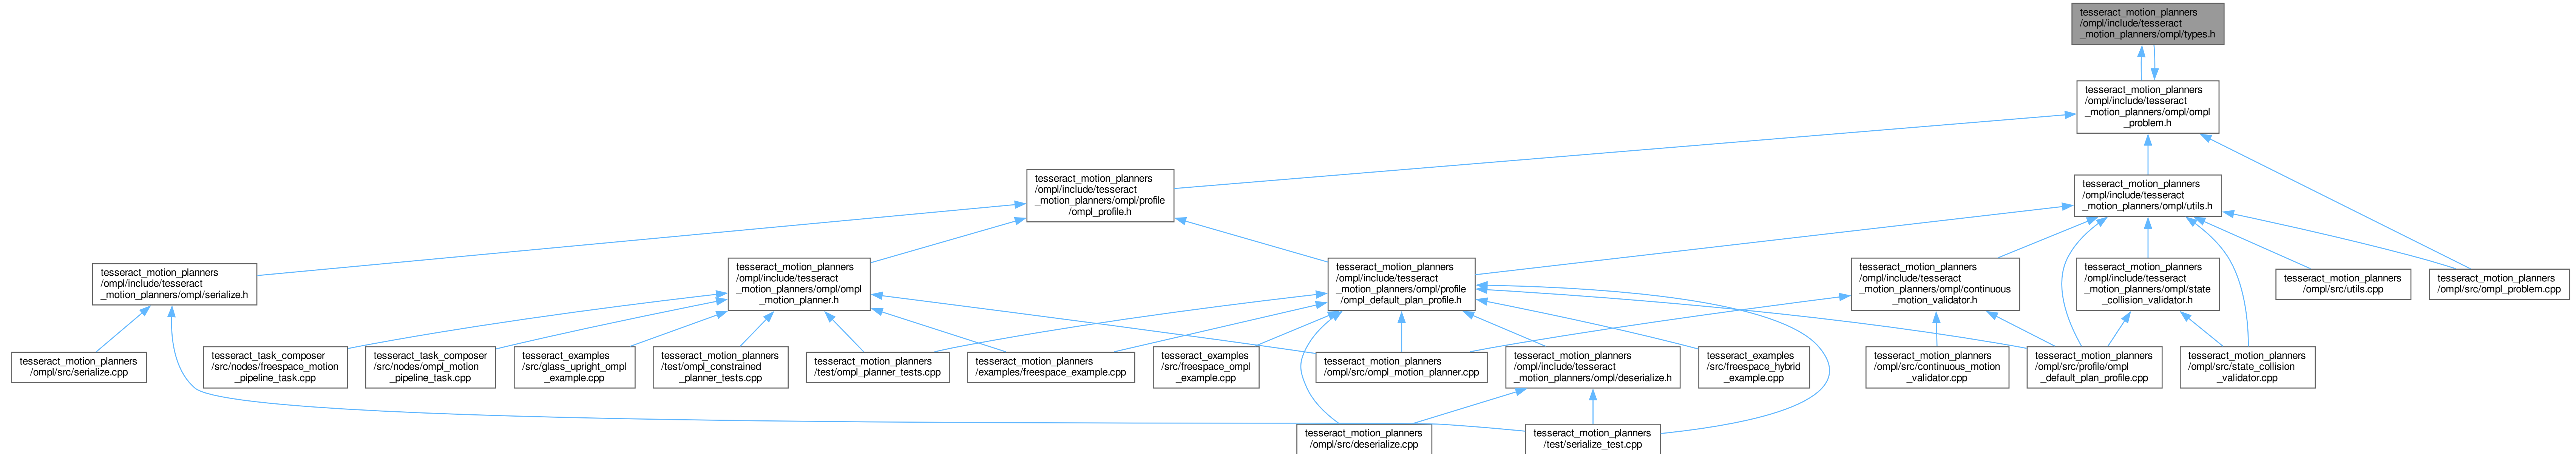 tesseract_motion_planners
/ompl/include/tesseract
_motion_planners/ompl/types.h
tesseract_motion_planners
/ompl/include/tesseract
_motion_planners/ompl/ompl
_problem.h
tesseract_motion_planners
/ompl/include/tesseract
_motion_planners/ompl/profile
/ompl_profile.h
tesseract_motion_planners
/ompl/include/tesseract
_motion_planners/ompl/utils.h
tesseract_motion_planners
/ompl/include/tesseract
_motion_planners/ompl/serialize.h
tesseract_motion_planners
/ompl/include/tesseract
_motion_planners/ompl/ompl
_motion_planner.h
tesseract_motion_planners
/ompl/include/tesseract
_motion_planners/ompl/profile
/ompl_default_plan_profile.h
tesseract_motion_planners
/ompl/include/tesseract
_motion_planners/ompl/continuous
_motion_validator.h
tesseract_motion_planners
/ompl/include/tesseract
_motion_planners/ompl/state
_collision_validator.h
tesseract_motion_planners
/ompl/src/utils.cpp
tesseract_motion_planners
/ompl/src/ompl_problem.cpp
tesseract_motion_planners
/ompl/src/serialize.cpp
tesseract_task_composer
/src/nodes/freespace_motion
_pipeline_task.cpp
tesseract_task_composer
/src/nodes/ompl_motion
_pipeline_task.cpp
tesseract_examples
/src/glass_upright_ompl
_example.cpp
tesseract_motion_planners
/test/ompl_constrained
_planner_tests.cpp
tesseract_motion_planners
/test/ompl_planner_tests.cpp
tesseract_motion_planners
/examples/freespace_example.cpp
tesseract_examples
/src/freespace_ompl
_example.cpp
tesseract_motion_planners
/ompl/src/ompl_motion_planner.cpp
tesseract_motion_planners
/ompl/include/tesseract
_motion_planners/ompl/deserialize.h
tesseract_examples
/src/freespace_hybrid
_example.cpp
tesseract_motion_planners
/ompl/src/continuous_motion
_validator.cpp
tesseract_motion_planners
/ompl/src/profile/ompl
_default_plan_profile.cpp
tesseract_motion_planners
/ompl/src/state_collision
_validator.cpp
tesseract_motion_planners
/ompl/src/deserialize.cpp
tesseract_motion_planners
/test/serialize_test.cpp